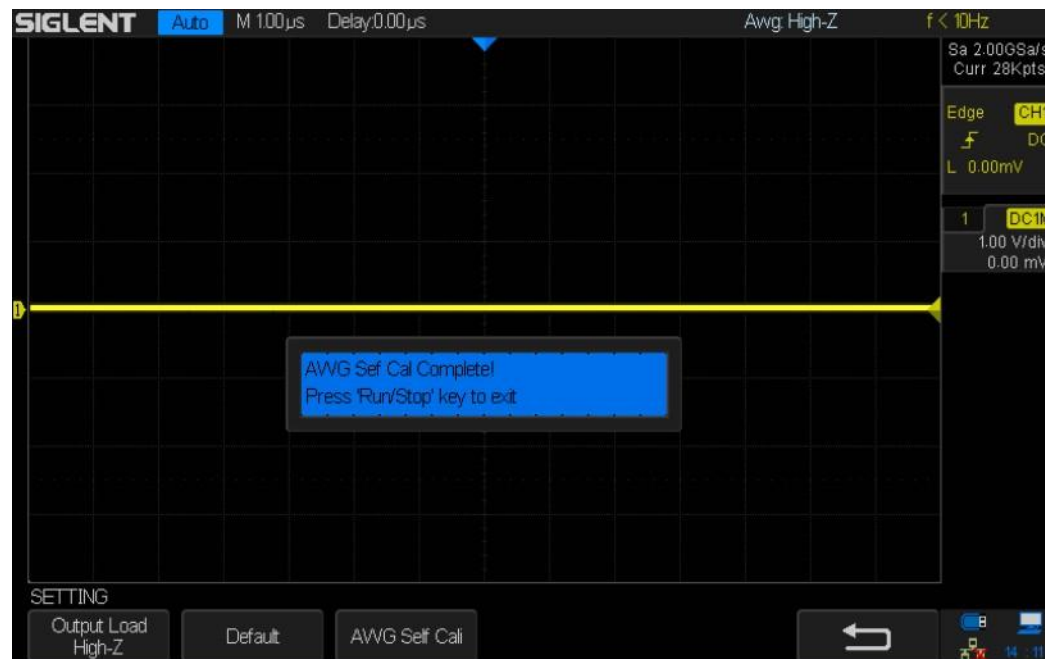 SIGLENT Auto M 1.00µs Delay:0.00µs Awg: High-Z f < 10Hz
Sa 2.00GSa/s
Curr 28Kpts
Edge CH1
DC
L 0.00mV
1 DC1M
1.00 V/div
0.00 mV
1
AWG Sef Cal Complete!
Press 'Run/Stop' key to exit
SETTING
Output Load
High-Z
Default
AWG Self Cali
14 : 11